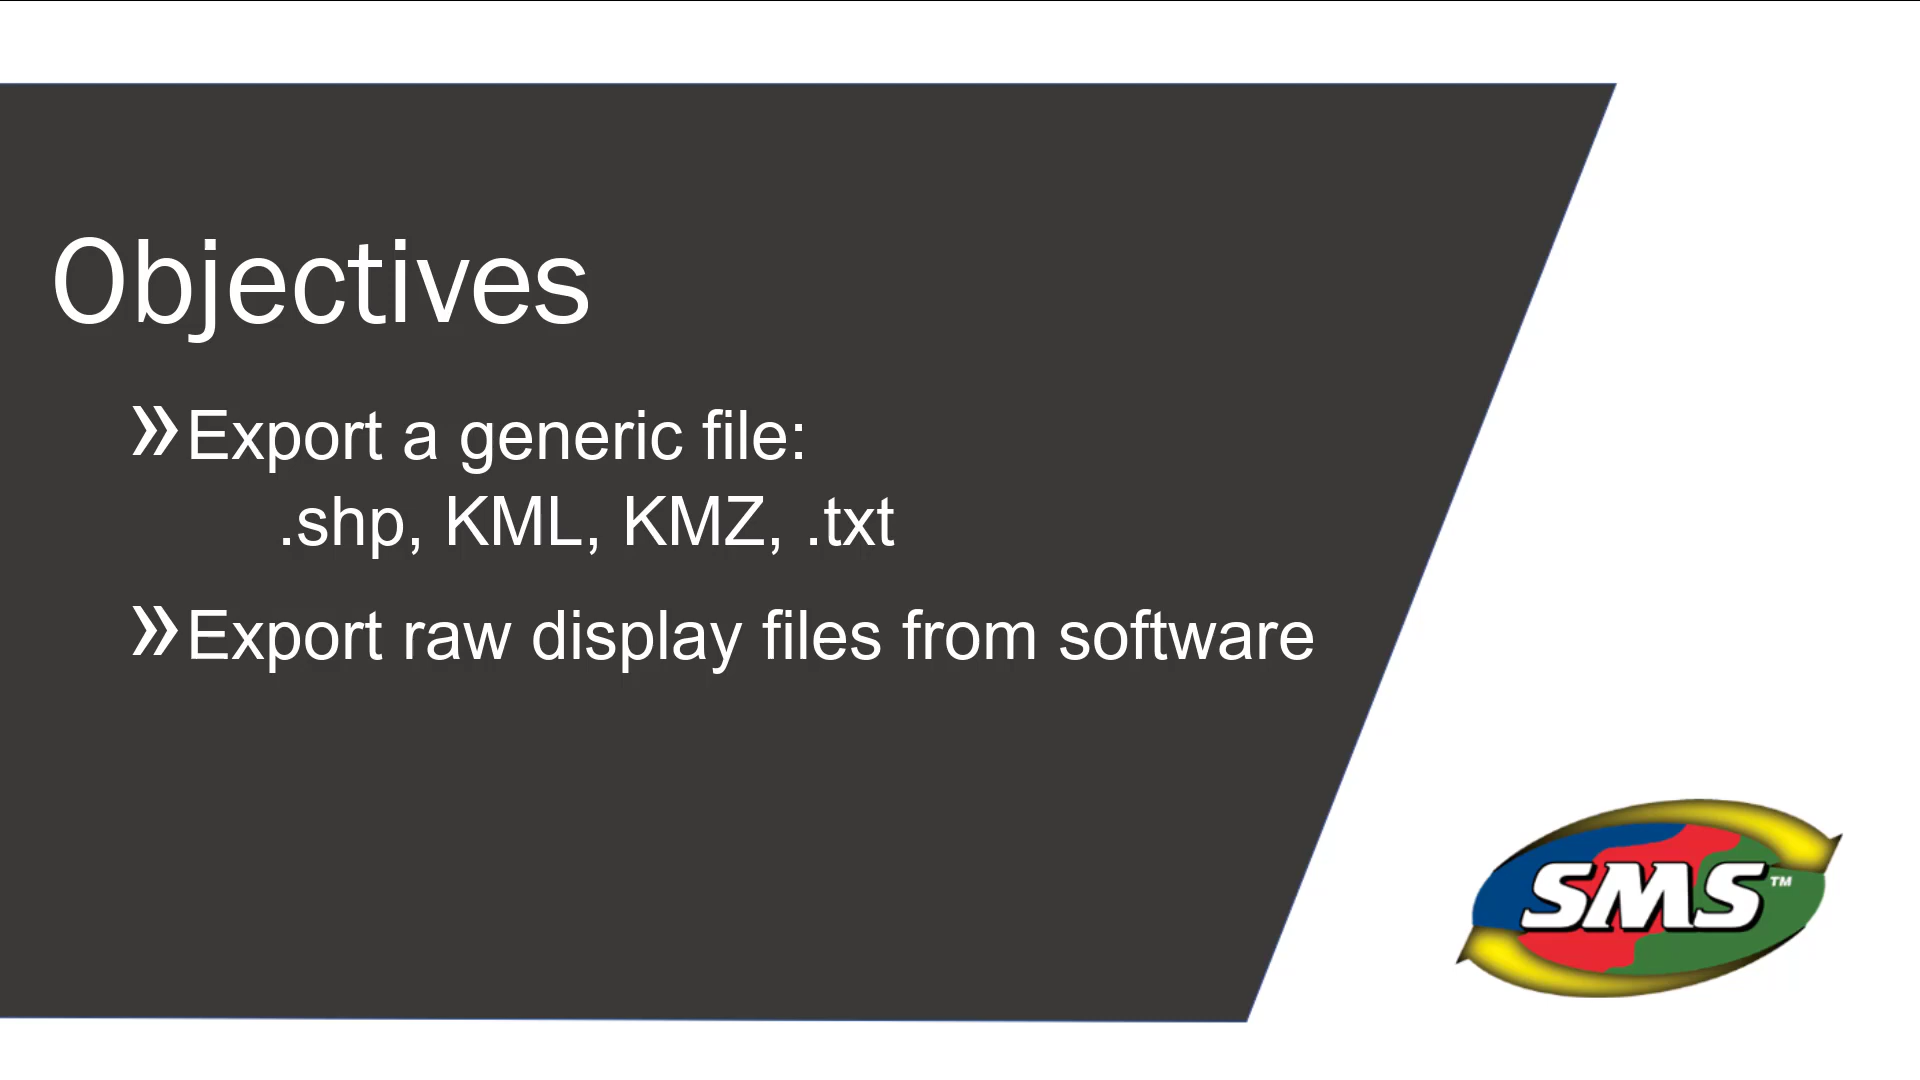 Objectives
»Export a generic file:
.shp, KML, KMZ, .txt
»Export raw display files from software
SMS™